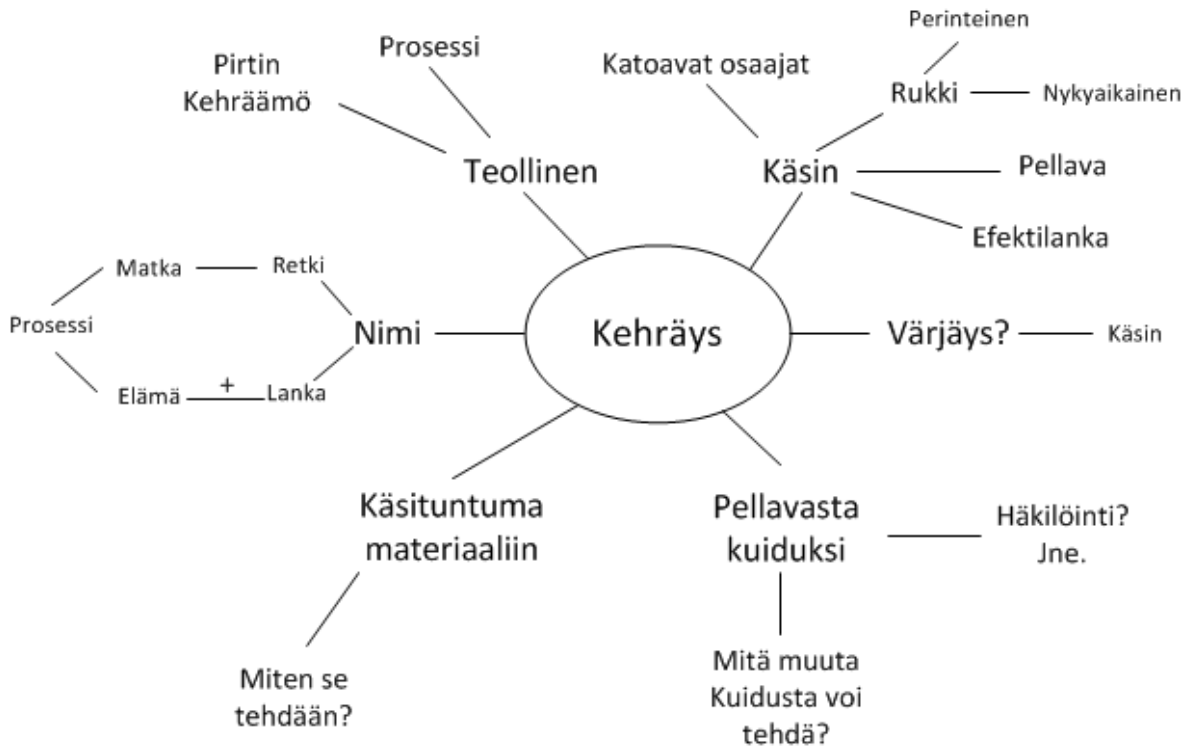 Perinteinen
Prosessi
Katoavat osaajat
Pirtin
Kehräämö
Rukki
Nykyaikainen
Teollinen
Käsin
Pellava
Efektilanka
Matka
Retki
Prosessi
Nimi
Kehräys
Värjäys?
Käsin
Elämä
+
Lanka
Käsituntuma
materiaaliin
Pellavasta
kuiduksi
Häkilöinti?
Jne.
Miten se
tehdään?
Mitä muuta
Kuidusta voi
tehdä?